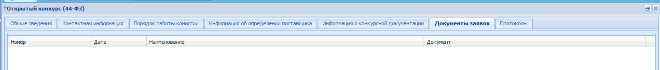 *Открытый конкурс (44-ФЗ)
Общие сведения Контактная информация Порядок работы комиссии Информация об определении поставщика Информация о конкурсной документации Документы заявок Протоколы
Номер Дата Наименование Документ